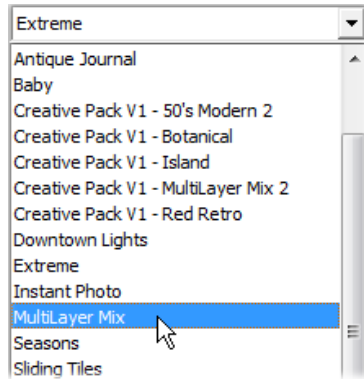 Extreme
Antique Journal
Baby
Creative Pack V1 - 50's Modern 2
Creative Pack V1 - Botanical
Creative Pack V1 - Island
Creative Pack V1 - MultiLayer Mix 2
Creative Pack V1 - Red Retro
Downtown Lights
Extreme
Instant Photo
MultiLayer Mix
Seasons
Sliding Tiles